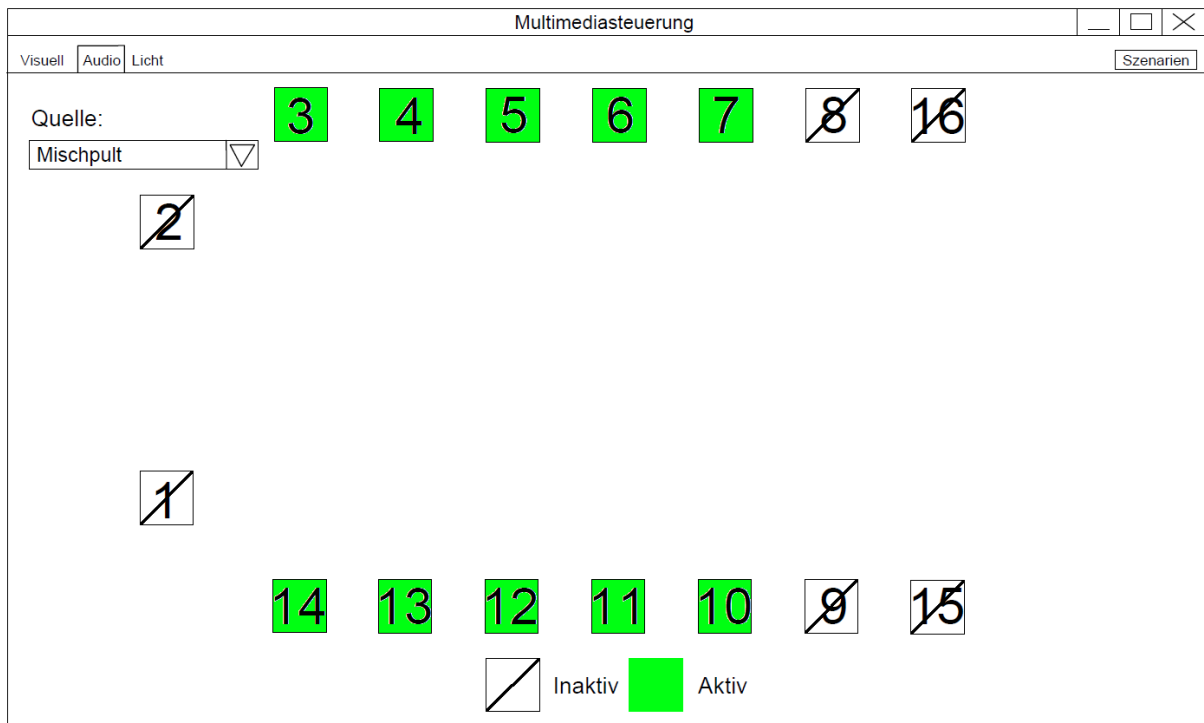 Multimediasteuerung
Visuell Audio Licht Szenarien
Quelle:
Mischpult
3 4 5 6 7 8 16
2
1
14 13 12 11 10 9 15
Inaktiv Aktiv